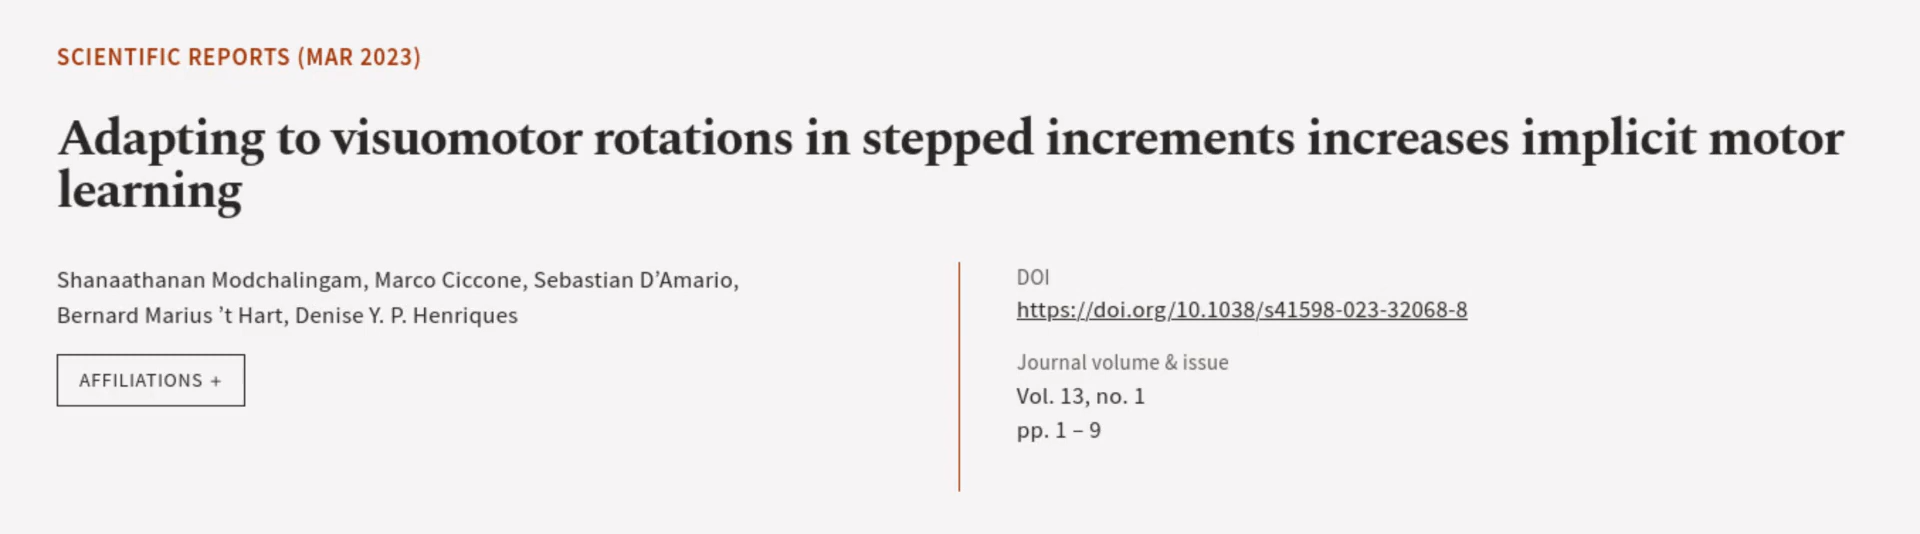 SCIENTIFIC REPORTS (MAR 2023)
Adapting to visuomotor rotations in stepped increments increases implicit motor
learning
Shanaathanan Modchalingam, Marco Ciccone, Sebastian D’Amario,
Bernard Marius ’t Hart, Denise Y. P. Henriques
AFFILIATIONS +
DOI
https://doi.org/10.1038/s41598-023-32068-8
Journal volume & issue
Vol. 13, no. 1
pp. 1 – 9